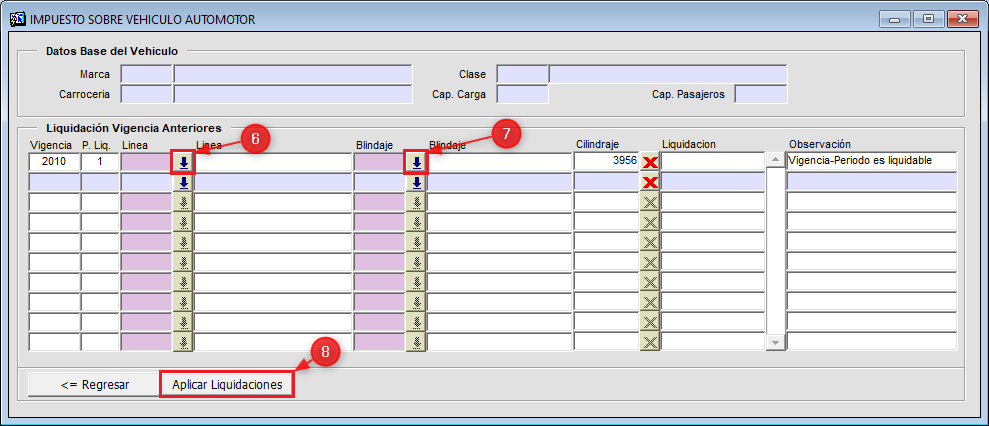 IMPUESTO SOBRE VEHICULO AUTOMOTOR
Datos Base del Vehiculo
Marca Clase
Carroceria Cap. Carga Cap. Pasajeros
Liquidación Vigencia Anteriores 6 7
Vigencia P. Liq. Linea Linea Blindaje Blindaje Cilindraje Liquidacion Observación
2010 1 3956 Vigencia-Periodo es liquidable
8
<= Regresar Aplicar Liquidaciones